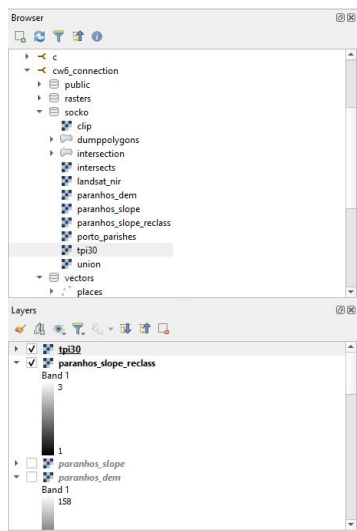 Browser
c
cw6_connection
public
rasters
socko
clip
dumppolygons
intersection
intersects
landsat_nir
paranhos_dem
paranhos_slope
paranhos_slope_reclass
porto_parishes
tpi30
union
vectors
places
Layers
tpi30
paranhos_slope_reclass
Band 1
3
1
paranhos_slope
paranhos_dem
Band 1
158